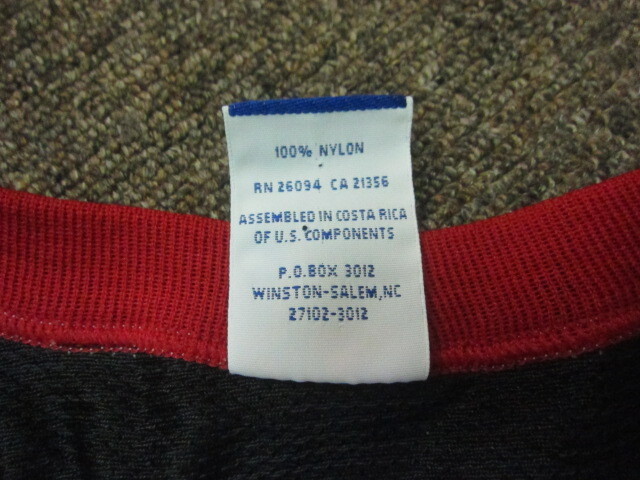 100% NYLON
RN 26094 CA 21356
ASSEMBLED IN COSTA RICA
OF U.S. COMPONENTS
P.O.BOX 3012
WINSTON-SALEM,NC
27102-3012